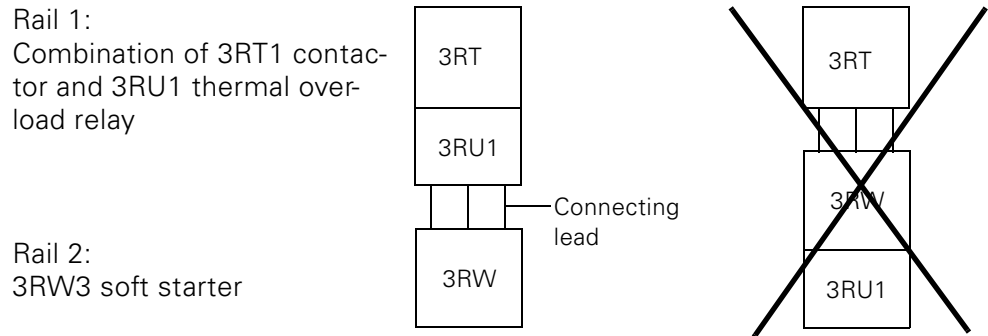 Rail 1:
Combination of 3RT1 contac-
tor and 3RU1 thermal over-
load relay
Rail 2:
3RW3 soft starter
3RT
3RU1
Connecting
lead
3RW
3RT
3RW
3RU1